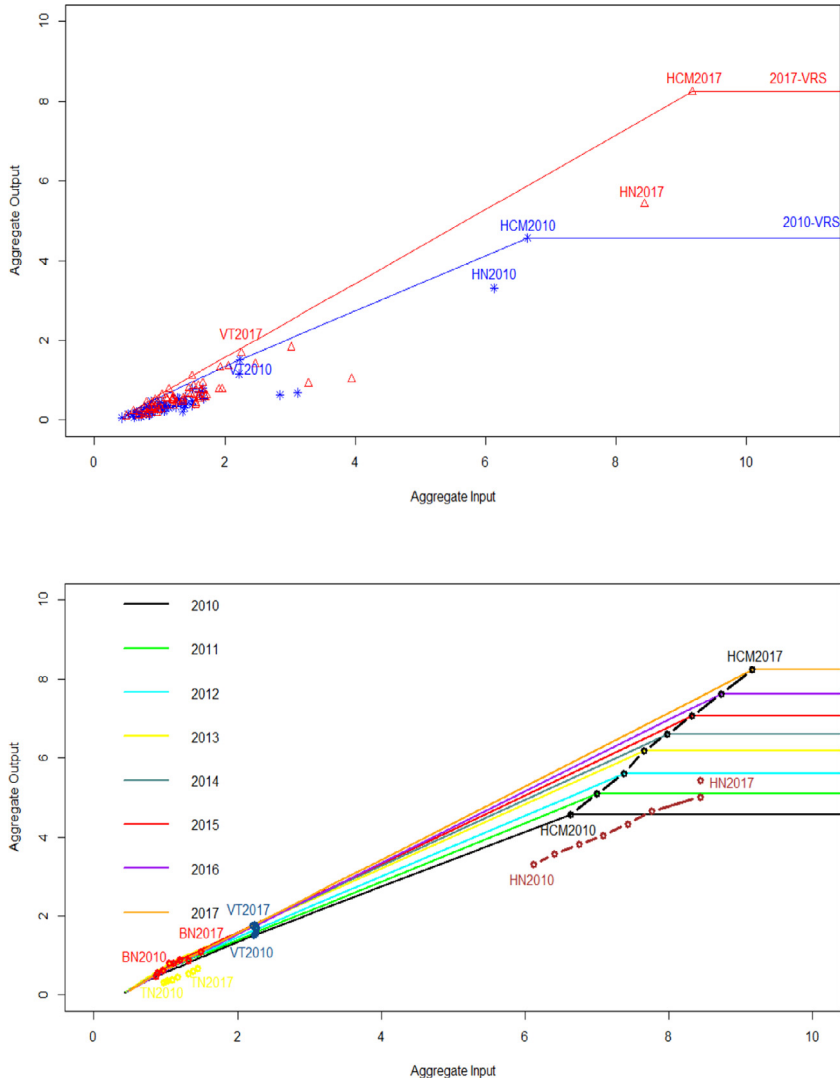 10
8
6
4
2
0
Aggregate Output
HCM2017
2017-VRS
HN2017
HCM2010
2010-VRS
HN2010
VT2017
VT2010
0 2 4 6 8 10
Aggregate Input
10
8
6
4
2
0
Aggregate Output
2010
2011
2012
2013
2014
2015
2016
2017
HCM2017
HN2017
HCM2010
HN2010
VT2017
BN2017
BN2010
VT2010
TN2017
TN2010
0 2 4 6 8 10
Aggregate Input